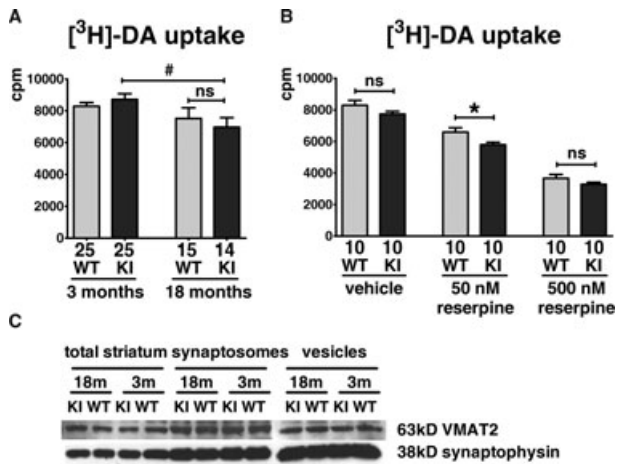 A
[³H]-DA uptake
cpm
10000
8000
6000
4000
2000
0
#
ns
25 25 15 14
WT KI WT KI
3 months 18 months
B
[³H]-DA uptake
cpm
10000
8000
6000
4000
2000
0
ns
*
ns
10 10 10 10 10 10
WT KI WT KI WT KI
vehicle 50 nM 500 nM
reserpine reserpine
C
total striatum synaptosomes vesicles
18m 3m 18m 3m 18m 3m
KI WT KI WT KI WT KI WT KI WT KI WT
63kD VMAT2
38kD synaptophysin